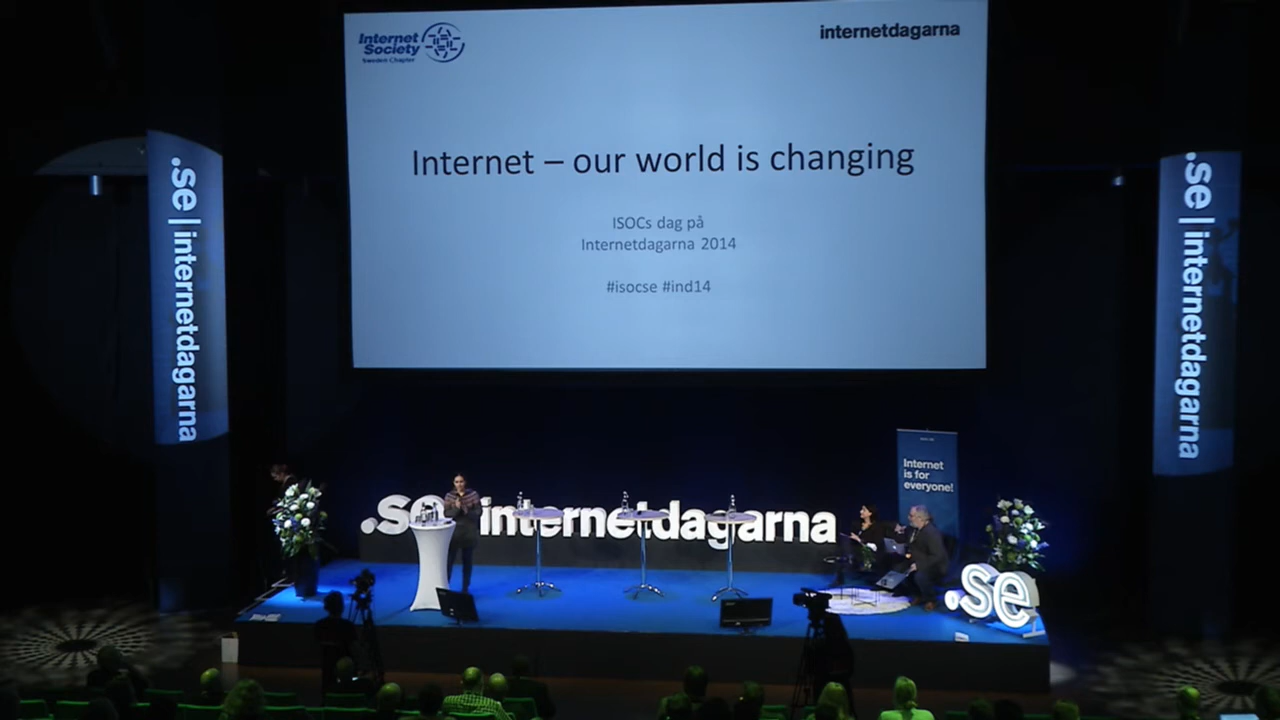 Internet
Society
Sweden Chapter
internetdagarna
Internet – our world is changing
ISOCs dag på
Internetdagarna 2014
#isocse #ind14
.se | internetdagarna
.se | internetdagarna
Internet
is for
everyone!
.se internetdagarna
.se